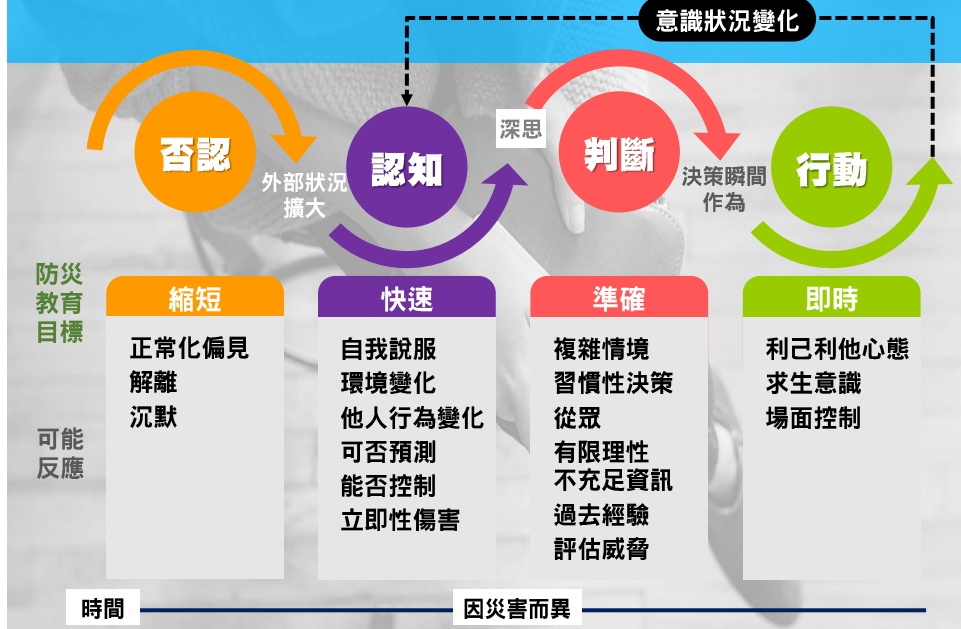 意識狀況變化
否認
外部狀況
擴大
認知
深思
判斷
決策瞬間
作為
行動
防災
教育
目標
縮短
快速
準確
即時
可能
反應
正常化偏見
解離
沉默
自我說服
環境變化
他人行為變化
可否預測
能否控制
立即性傷害
複雜情境
習慣性決策
從眾
有限理性
不充足資訊
過去經驗
評估威脅
利己利他心態
求生意識
場面控制
時間
因災害而異